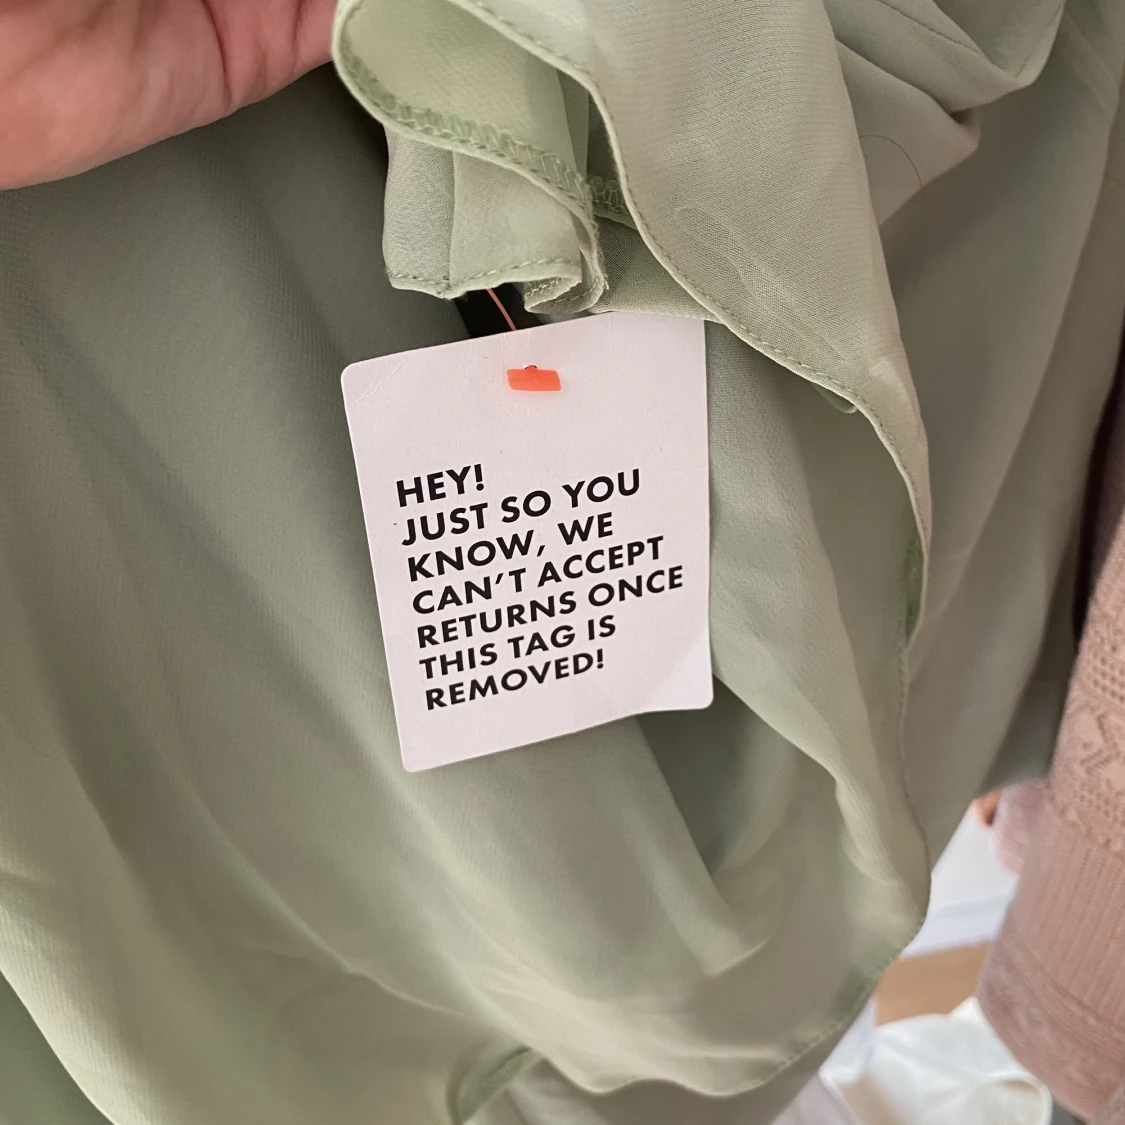 HEY!
JUST SO YOU
KNOW, WE
CAN'T ACCEPT
RETURNS ONCE
THIS TAG IS
REMOVED!